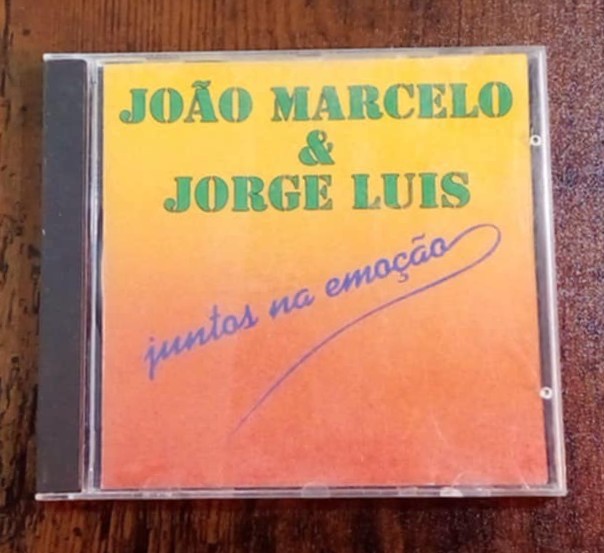 JOÃO MARCELO
&
JORGE LUIS
juntos na emoção